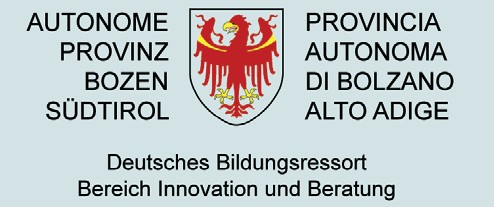 AUTONOME
PROVINZ
BOZEN
SÜDTIROL
PROVINCIA
AUTONOMA
DI BOLZANO
ALTO ADIGE
Deutsches Bildungsressort
Bereich Innovation und Beratung